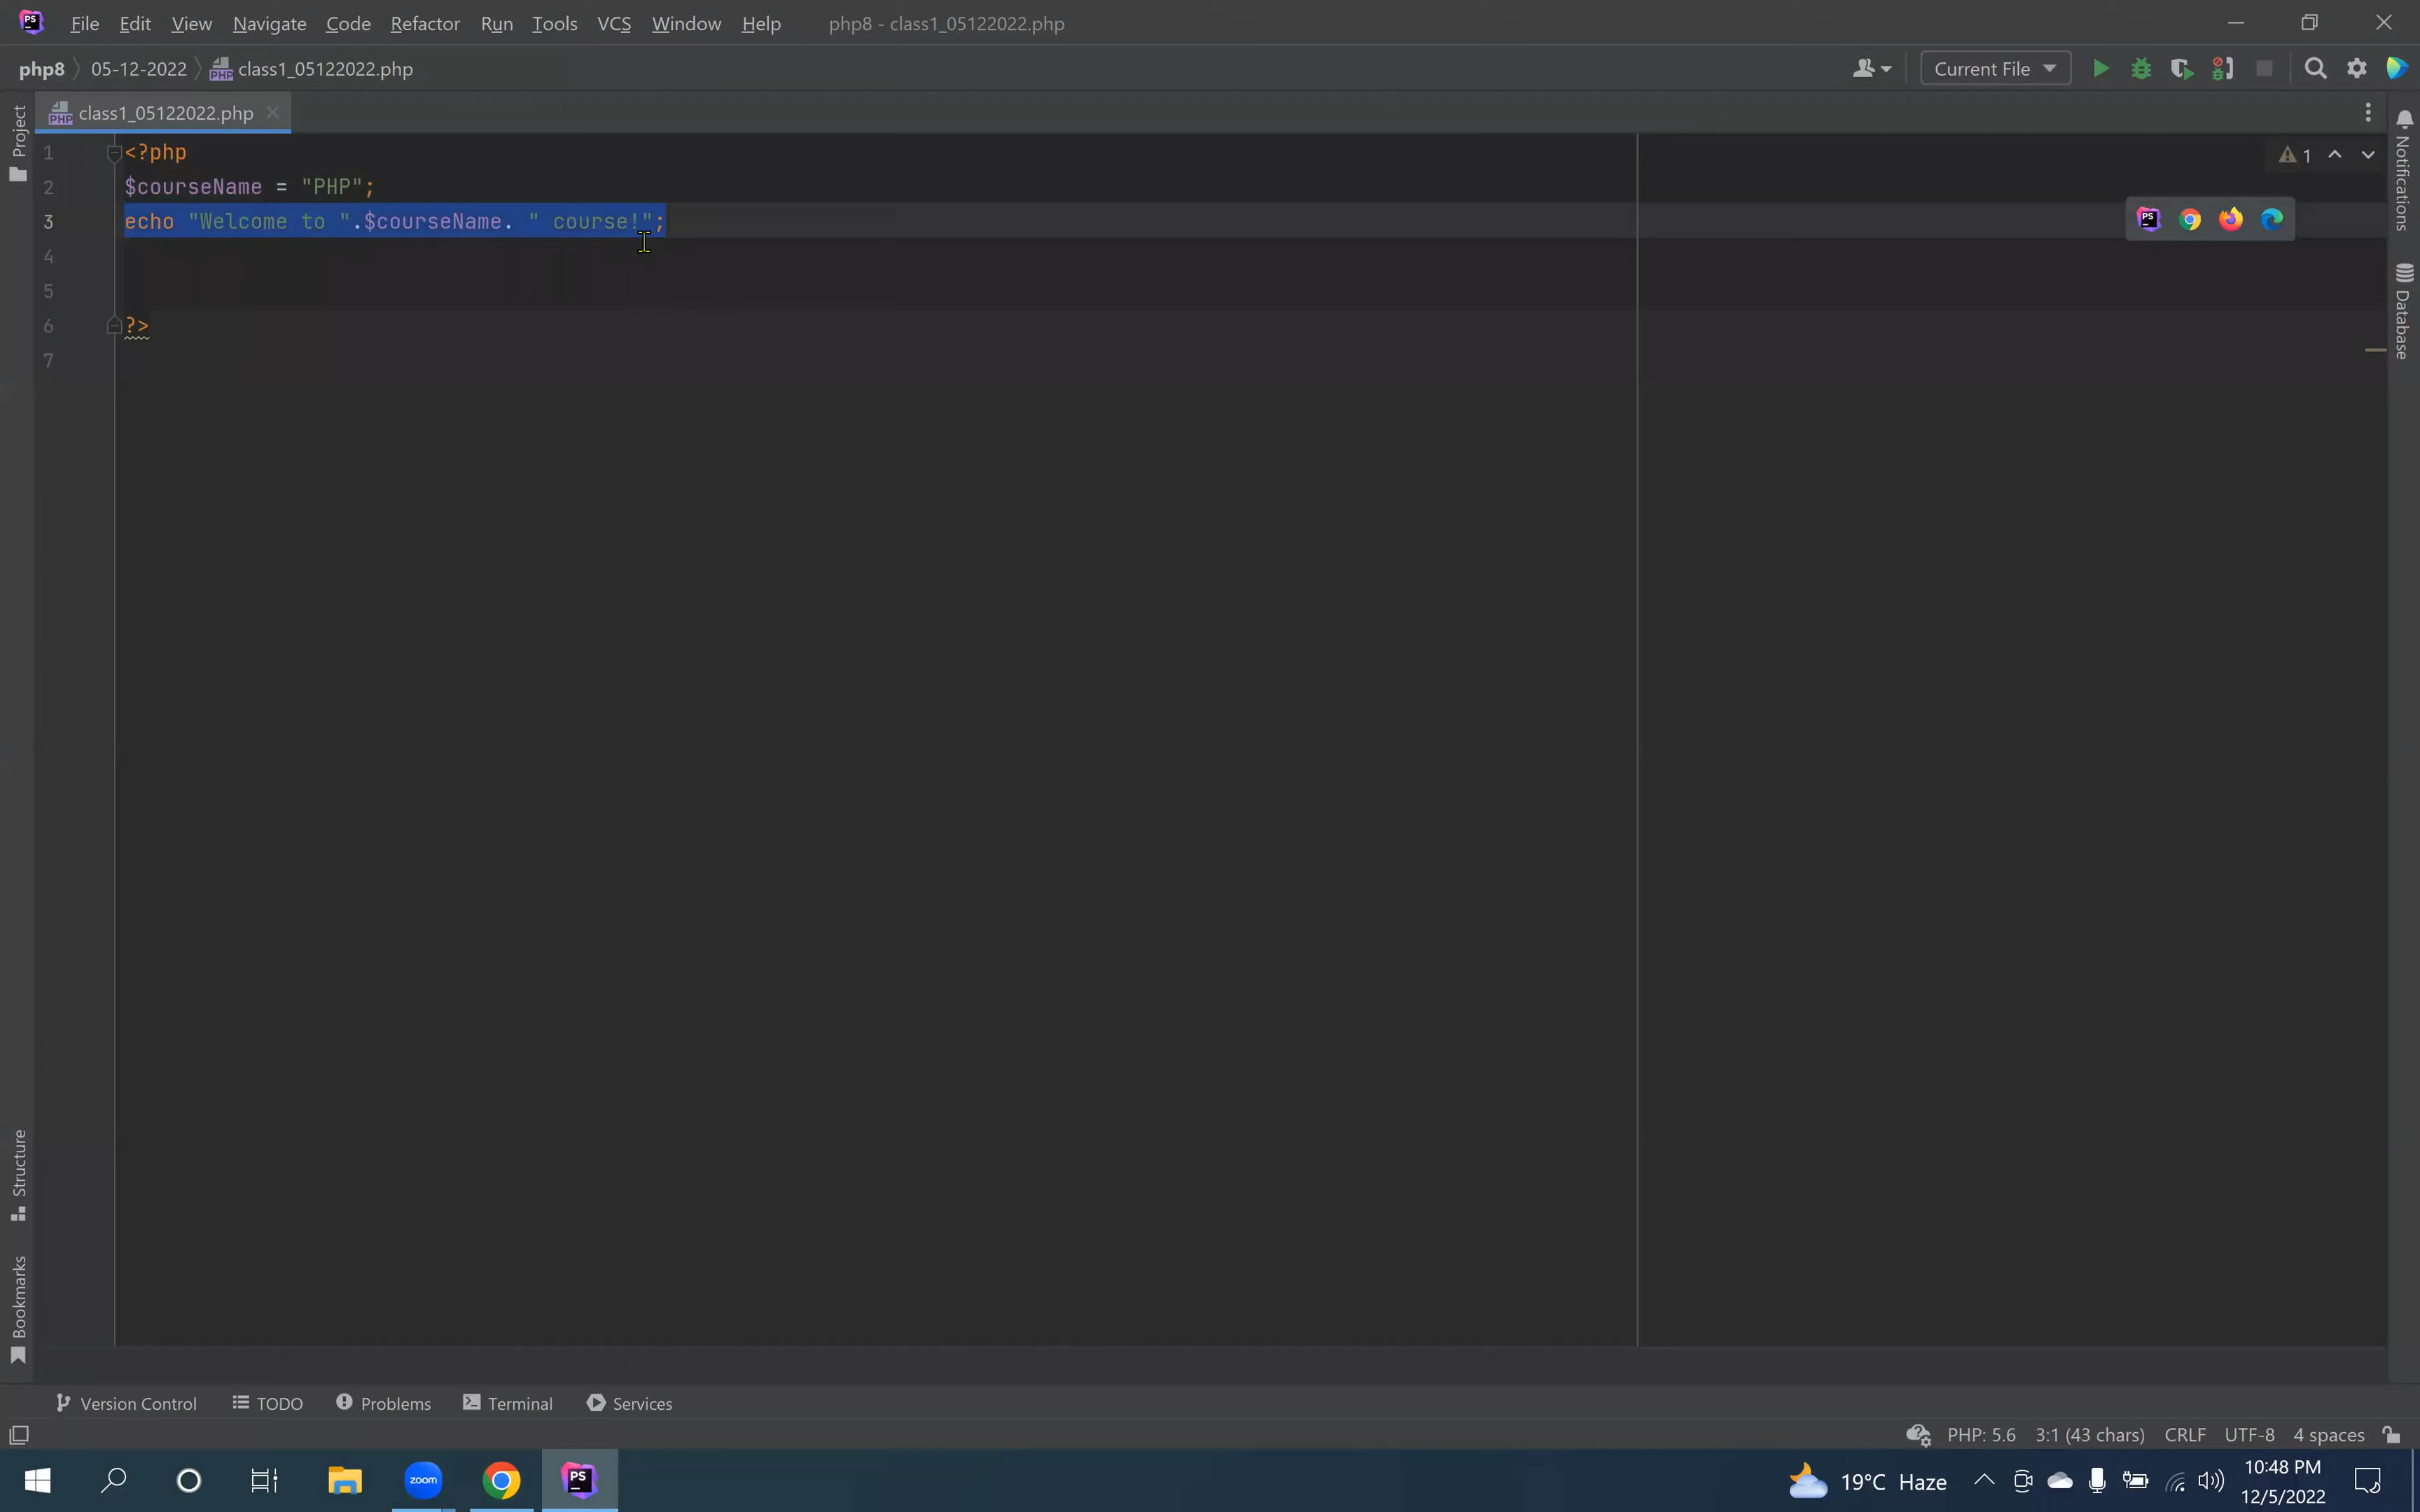 File Edit View Navigate Code Refactor Run Tools VCS Window Help php8 - class1_05122022.php
php8 05-12-2022 class1_05122022.php Current File
class1_05122022.php
1 <?php
2 $courseName = "PHP";
3 echo "Welcome to ".$courseName. " course!";
4
5
6 ?>
7
1
Project
Notifications
Database
Structure
Bookmarks
Version Control TODO Problems Terminal Services
PHP: 5.6 3:1 (43 chars) CRLF UTF-8 4 spaces
zoom
PS
19°C Haze
10:48 PM
12/5/2022